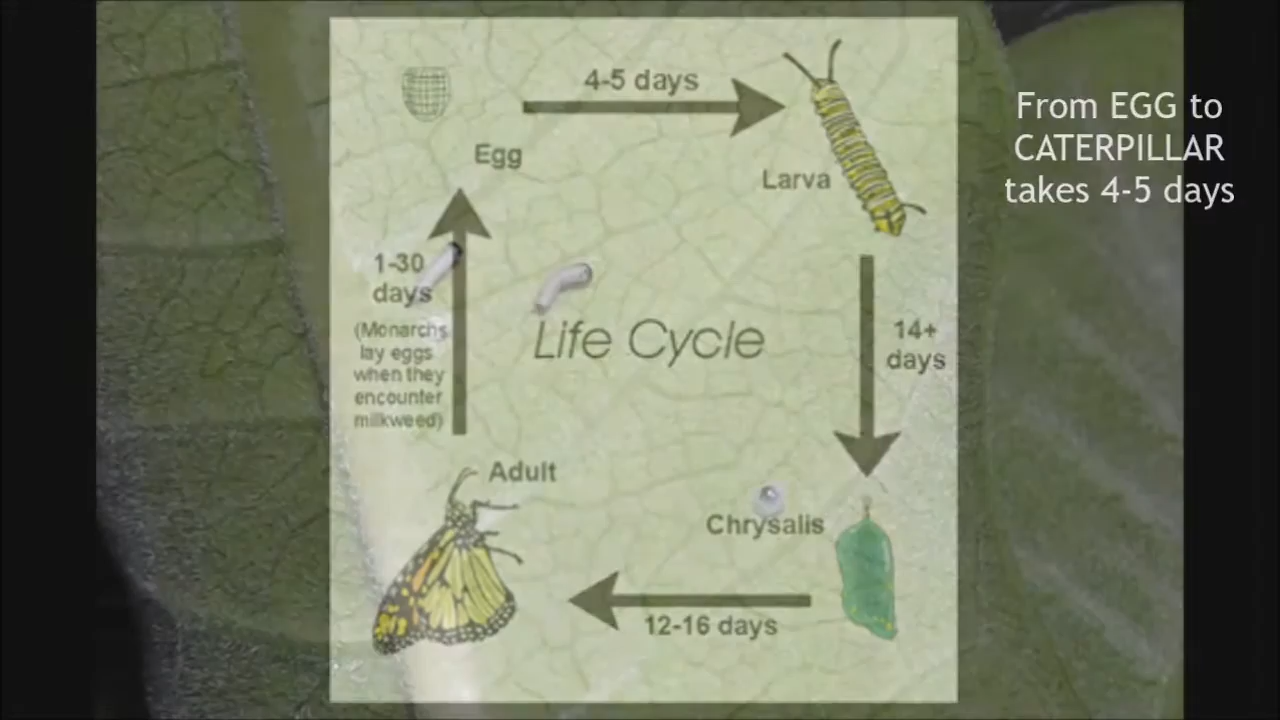 4-5 days
Egg
Larva
From EGG to
CATERPILLAR
takes 4-5 days
1-30
days
(Monarchs
lay eggs
when they
encounter
milkweed)
Life Cycle
14+
days
Adult
Chrysalis
12-16 days